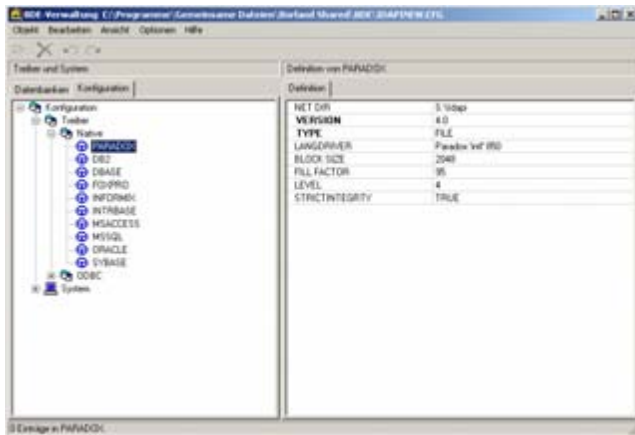 BDE-Verwaltung C:\Programme\Gemeinsame Dateien\Borland Shared\BDE\IDAPINEW.CFG
Objekt Bearbeiten Ansicht Optionen Hilfe
Treiber und System
Definition von PARADOX
Datenbanken Konfiguration
Definition
Konfiguration
Treiber
Native
PARADOX
DB2
DBASE
FOXPRO
INFORMIX
INTRBASE
MSACCESS
MSSQL
ORACLE
SYBASE
ODBC
System
NET DIR
VERSION 4.0
TYPE FILE
LANGDRIVER Paradox 'intl' 850
BLOCK SIZE 2048
FILL FACTOR 95
LEVEL 4
STRICTINTEGRITY TRUE
Einträge in PARADOX.